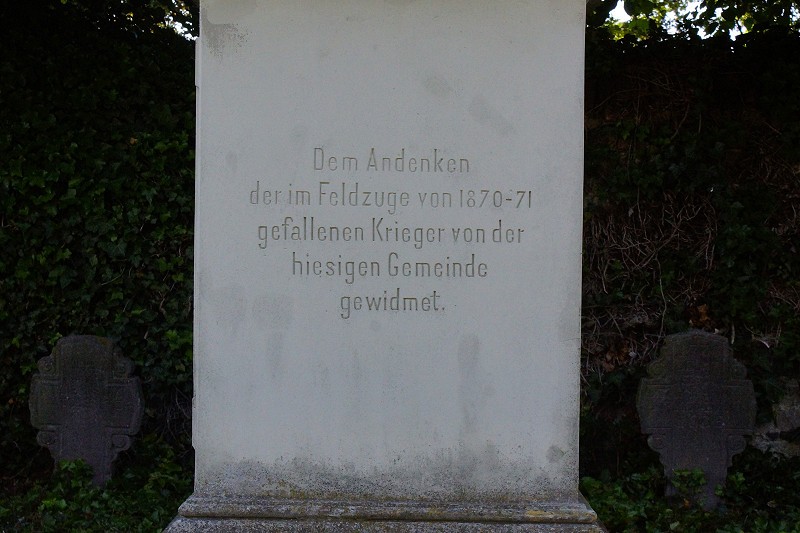 Dem Andenken
der im Feldzuge von 1870-71
gefallenen Krieger von der
hiesigen Gemeinde
gewidmet.